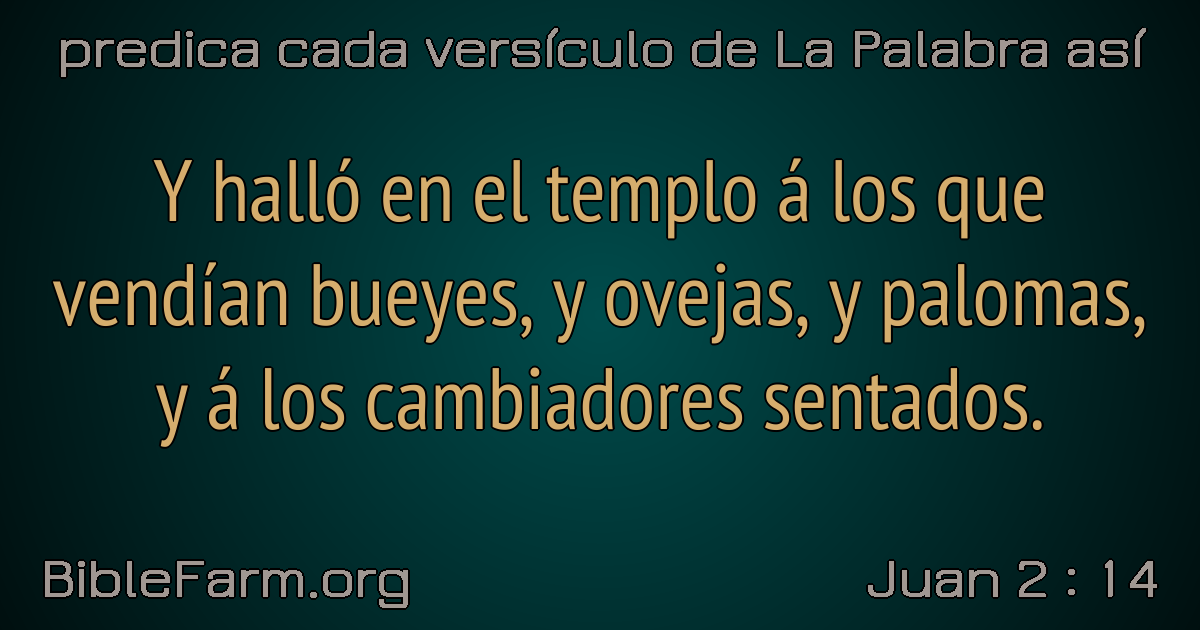 predica cada versículo de La Palabra así
Y halló en el templo á los que
vendían bueyes, y ovejas, y palomas,
y á los cambiadores sentados.
BibleFarm.org
Juan 2 : 14